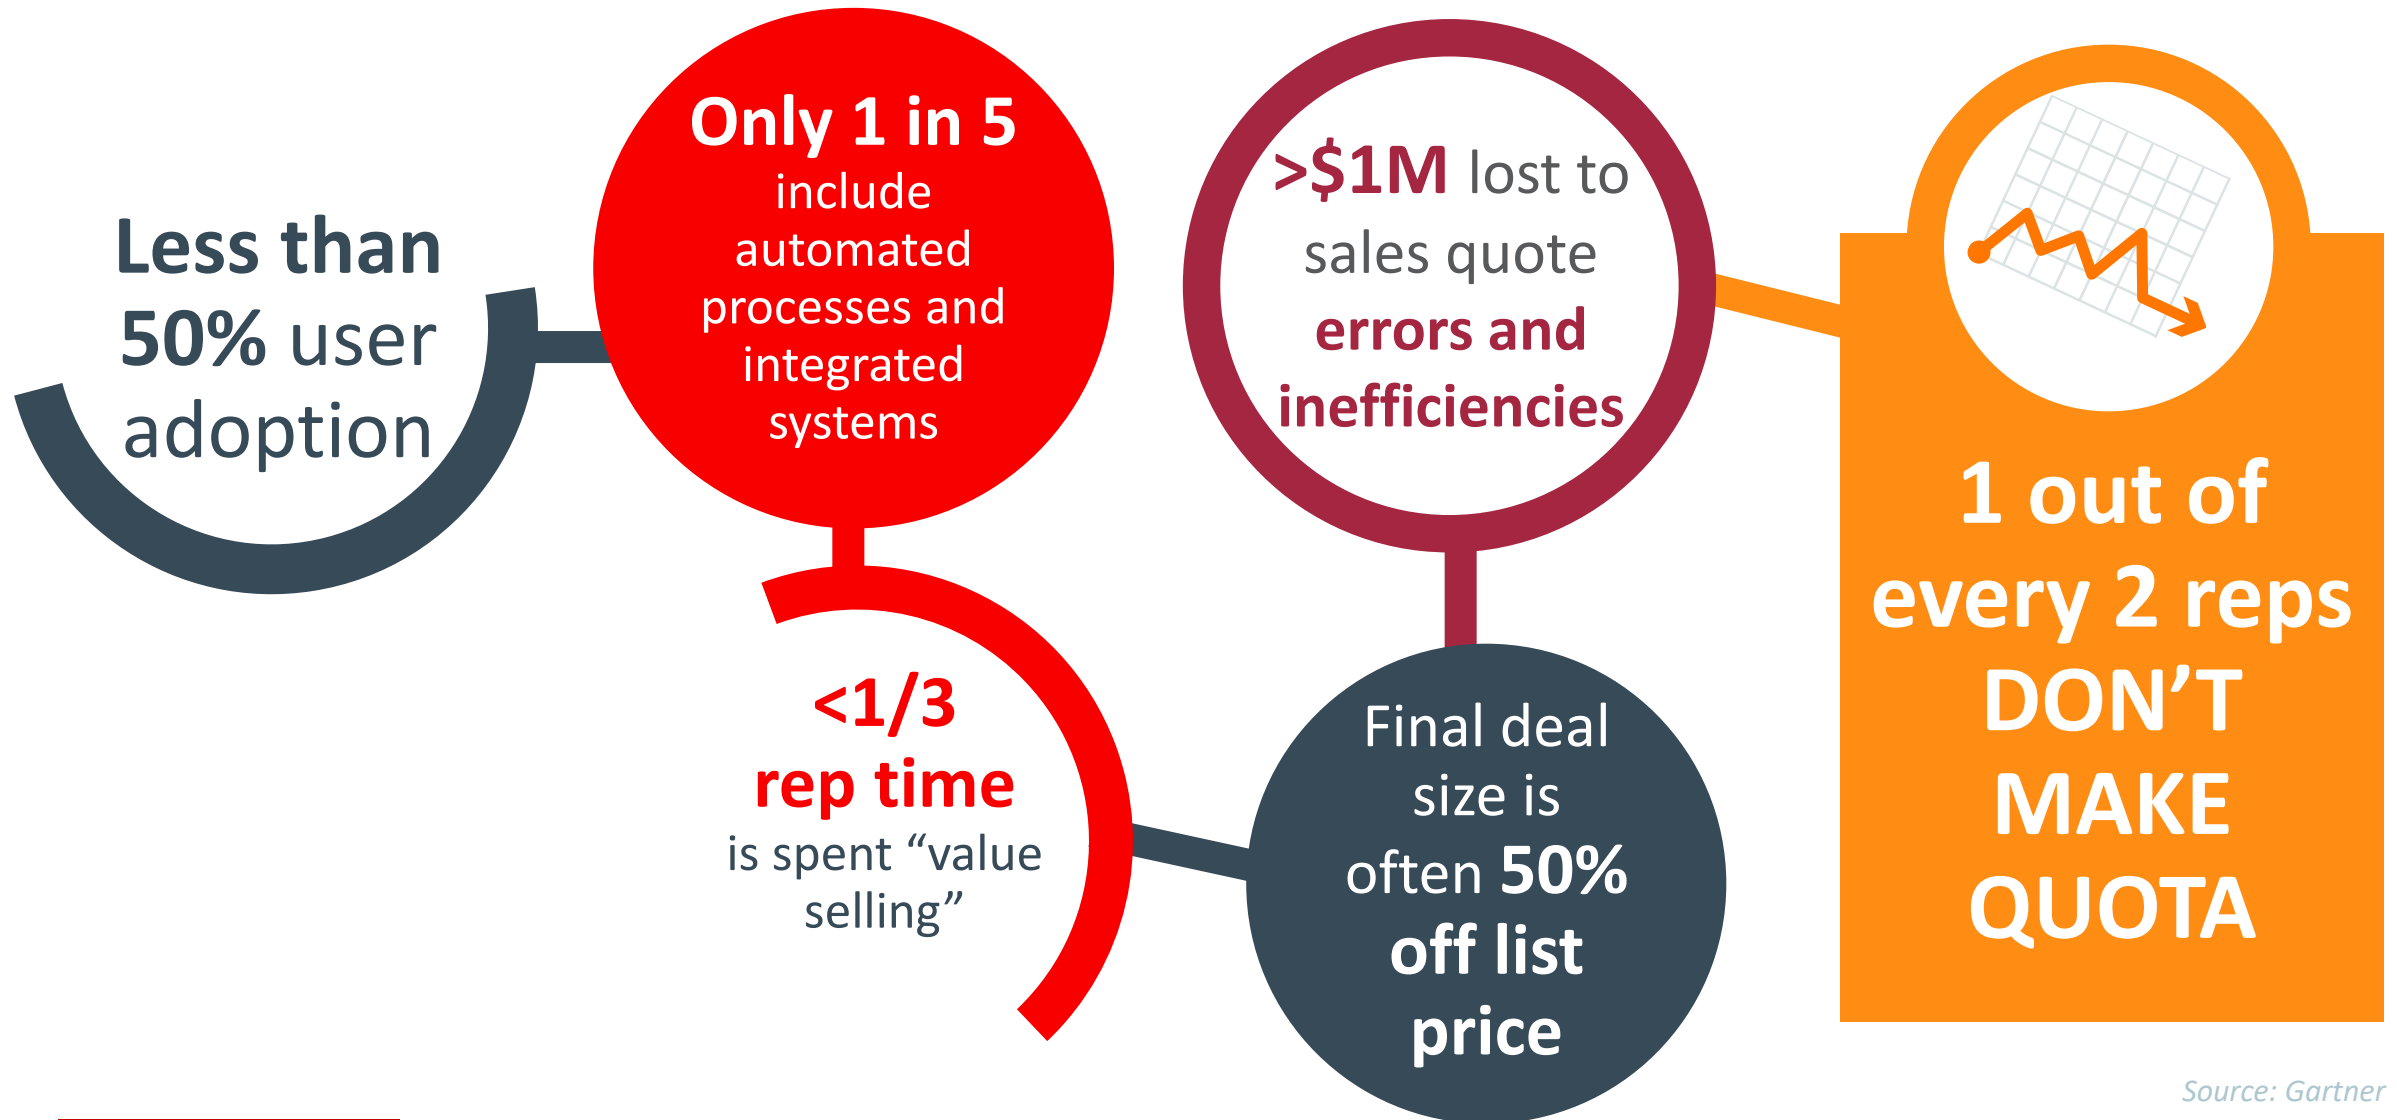 Less than
50% user
adoption
Only 1 in 5
include
automated
processes and
integrated
systems
<1/3
rep time
is spent “value
selling”
Final deal
size is
often 50%
off list
price
>$1M lost to
sales quote
errors and
inefficiencies
1 out of
every 2 reps
DON’T
MAKE
QUOTA
Source: Gartner